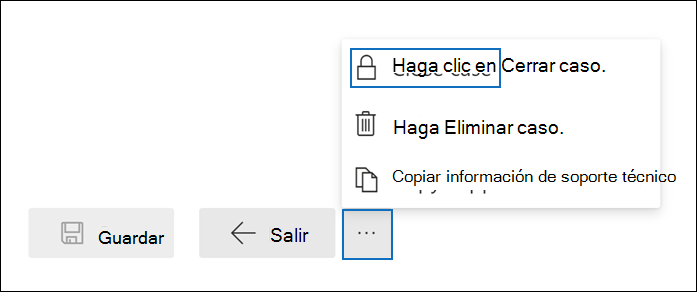 Haga clic en Cerrar caso.
Haga Eliminar caso.
Copiar información de soporte técnico
Guardar
Salir
...